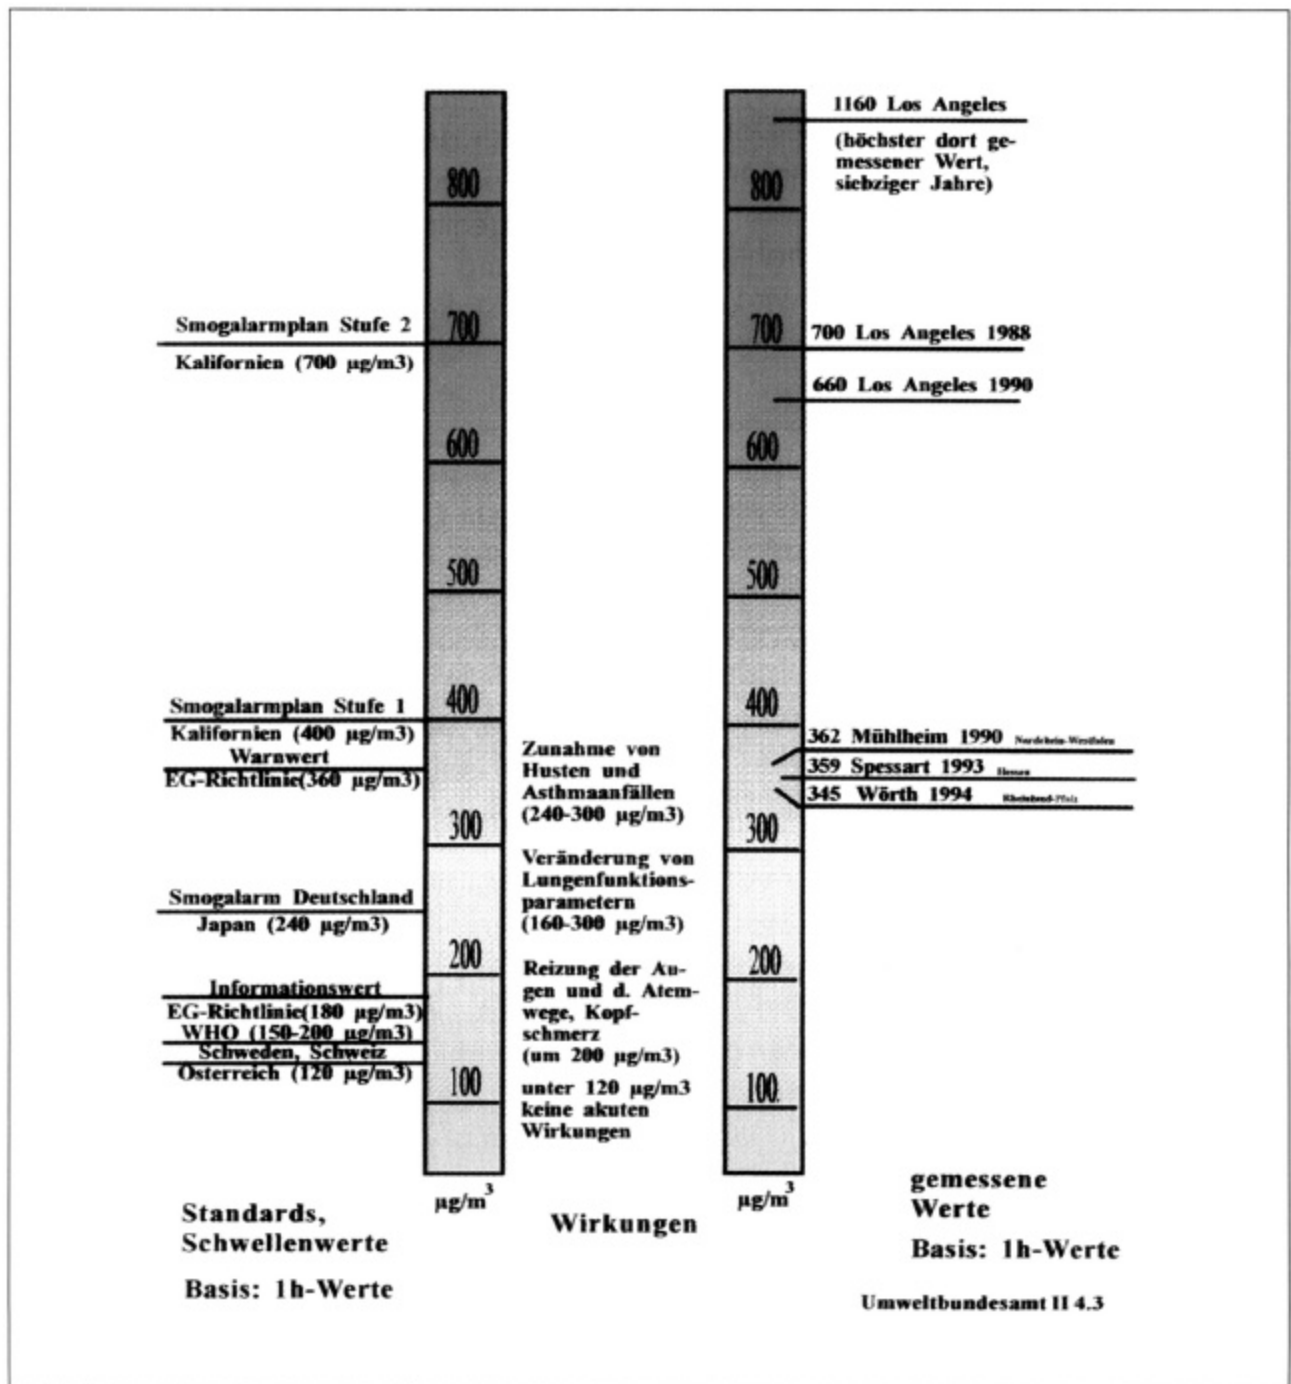 800
700
600
500
400
300
200
100
µg/m³
Smogalarmplan Stufe 2
Kalifornien (700 µg/m3)
Smogalarmplan Stufe 1
Kalifornien (400 µg/m3)
Warnwert
EG-Richtlinie(360 µg/m3)
Smogalarm Deutschland
Japan (240 µg/m3)
Informationswert
EG-Richtlinie(180 µg/m3)
WHO (150-200 µg/m3)
Schweden, Schweiz
Österreich (120 µg/m3)
Standards,
Schwellenwerte
Basis: 1h-Werte
Zunahme von
Husten und
Asthmaanfällen
(240-300 µg/m3)
Veränderung von
Lungenfunktions-
parametern
(160-300 µg/m3)
Reizung der Au-
gen und d. Atem-
wege, Kopf-
schmerz
(um 200 µg/m3)
unter 120 µg/m3
keine akuten
Wirkungen
Wirkungen
800
700
600
500
400
300
200
100
µg/m³
1160 Los Angeles
(höchster dort ge-
messener Wert,
siebziger Jahre)
700 Los Angeles 1988
660 Los Angeles 1990
362 Mühlheim 1990 Nordrhein-Westfalen
359 Spessart 1993 Hessen
345 Wörth 1994 Rheinland-Pfalz
gemessene
Werte
Basis: 1h-Werte
Umweltbundesamt II 4.3